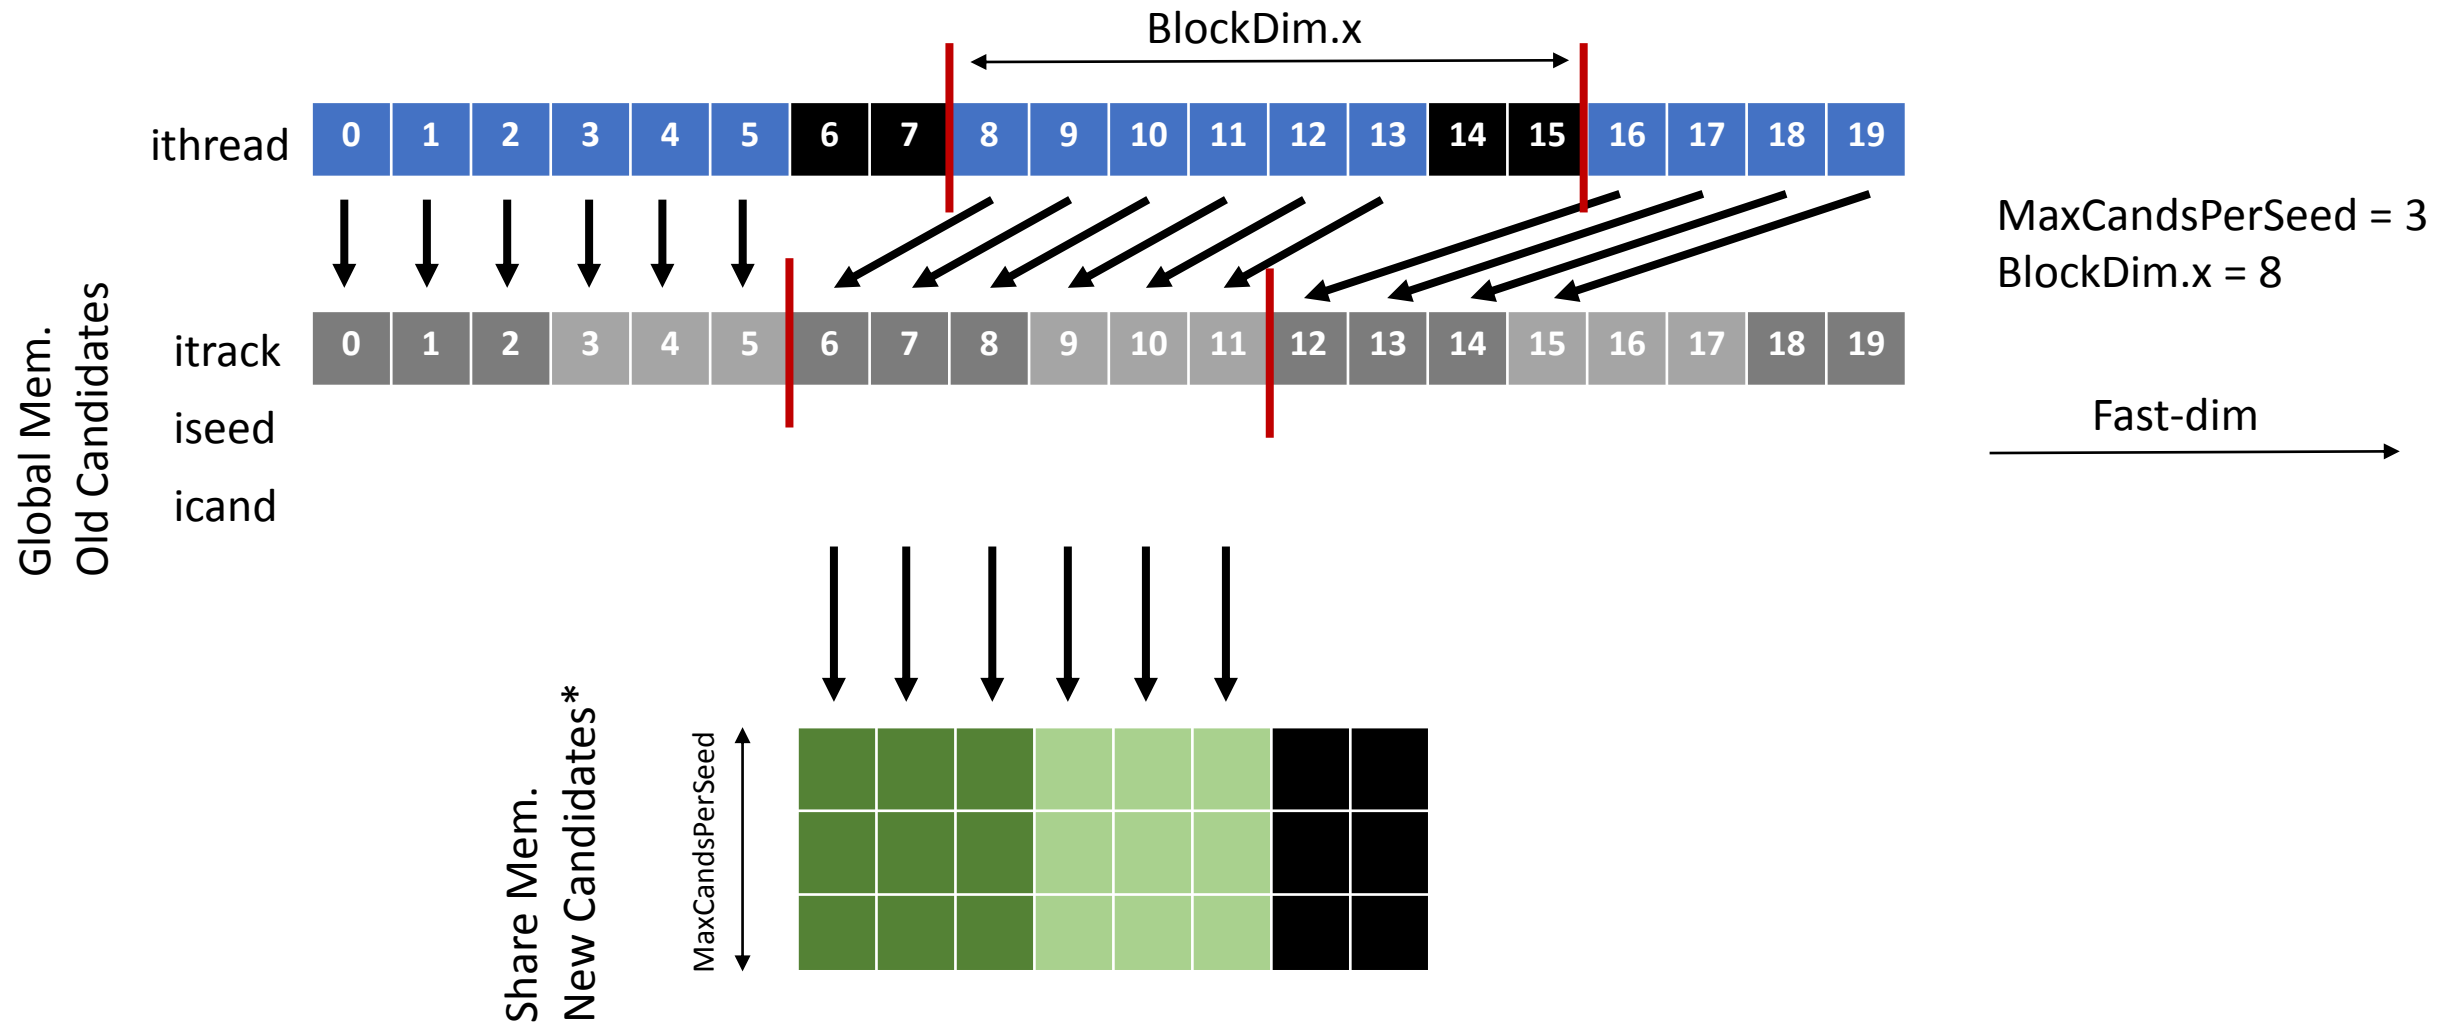 BlockDim.x
ithread 0 1 2 3 4 5 6 7 8 9 10 11 12 13 14 15 16 17 18 19
MaxCandsPerSeed = 3
BlockDim.x = 8
Global Mem.
Old Candidates
itrack 0 1 2 3 4 5 6 7 8 9 10 11 12 13 14 15 16 17 18 19
iseed
icand
Fast-dim
Share Mem.
New Candidates*
MaxCandsPerSeed